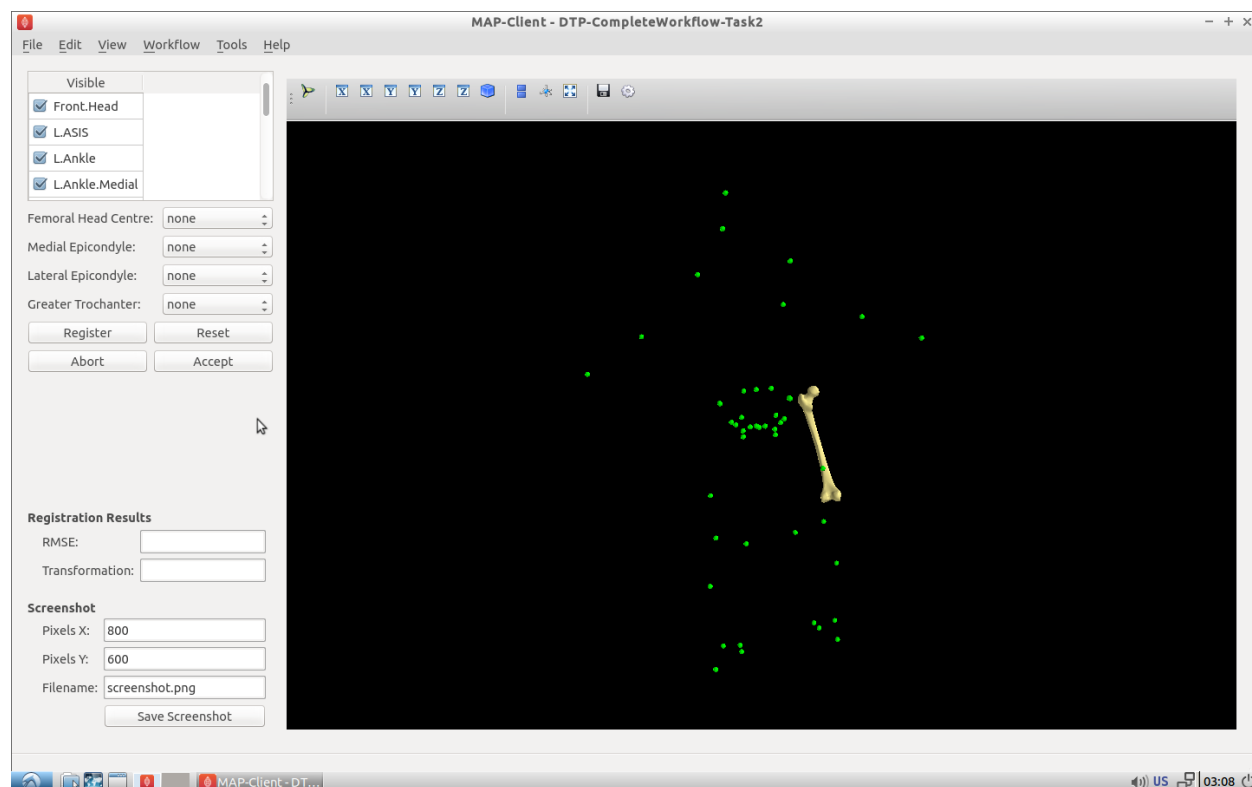 MAP-Client - DTP-CompleteWorkflow-Task2
File Edit View Workflow Tools Help
Visible
Front.Head
L.ASIS
L.Ankle
L.Ankle.Medial
X X Y Y Z Z
Femoral Head Centre: none
Medial Epicondyle: none
Lateral Epicondyle: none
Greater Trochanter: none
Register Reset
Abort Accept
Registration Results
RMSE:
Transformation:
Screenshot
Pixels X: 800
Pixels Y: 600
Filename: screenshot.png
Save Screenshot
MAP-Client - DT... US 03:08